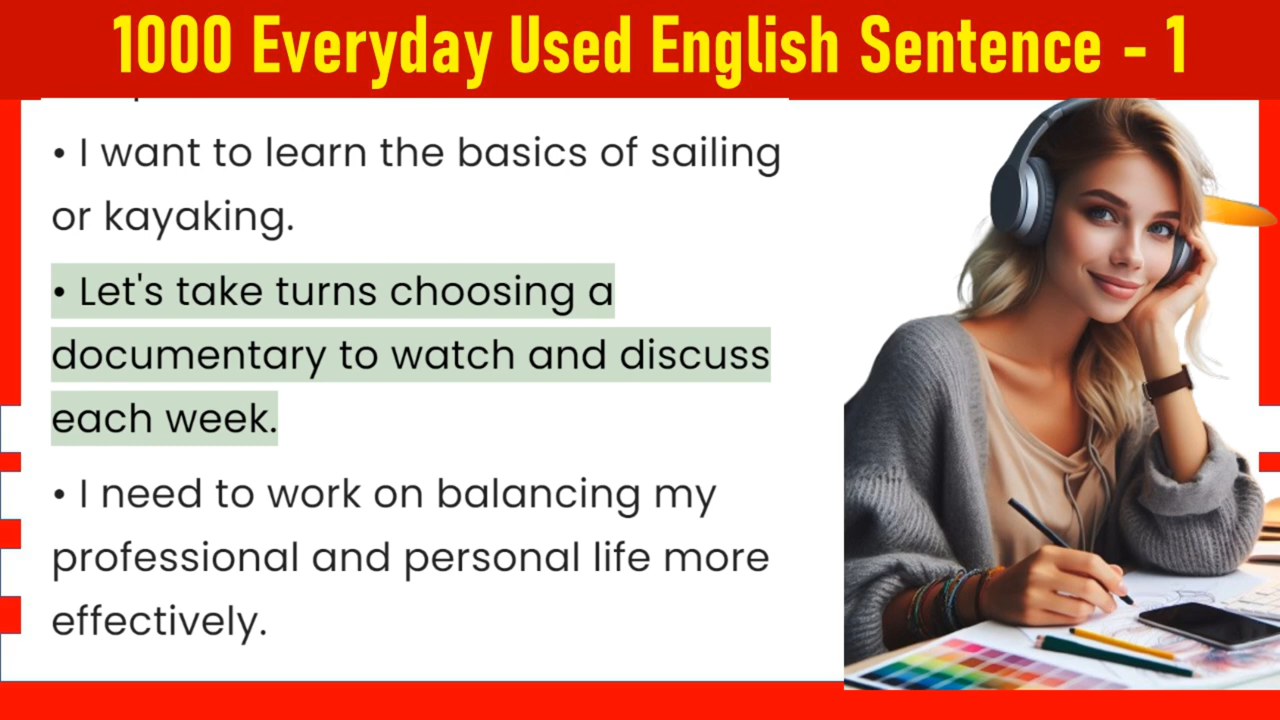 1000 Everyday Used English Sentence - 1
• I want to learn the basics of sailing
or kayaking.
• Let's take turns choosing a
documentary to watch and discuss
each week.
• I need to work on balancing my
professional and personal life more
effectively.